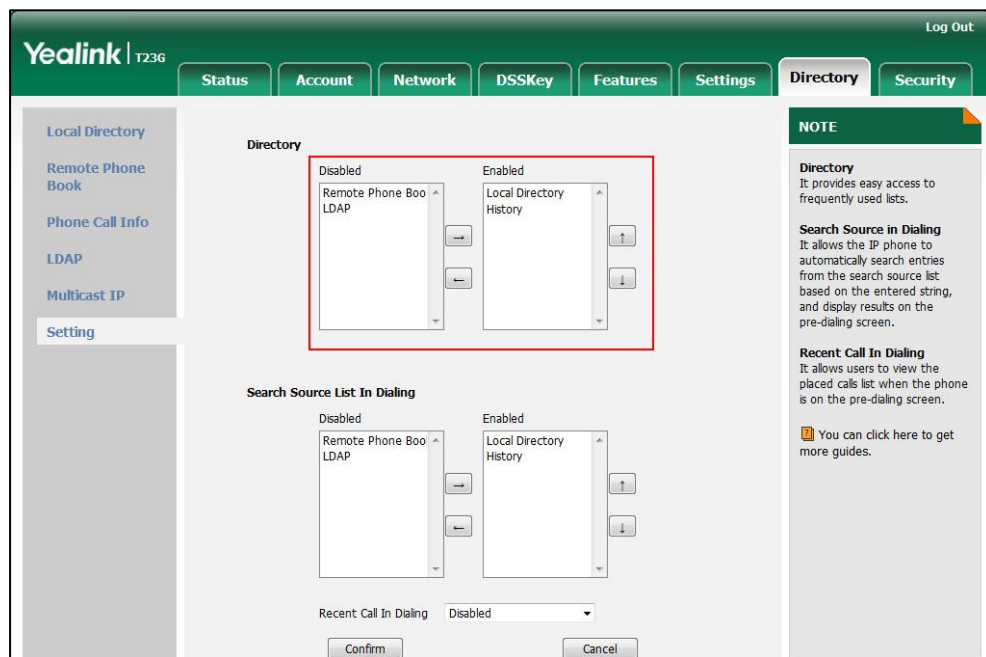 Log Out
Yealink | T23G
Status Account Network DSSKey Features Settings Directory Security
Local Directory
Remote Phone
Book
Phone Call Info
LDAP
Multicast IP
Setting
Directory
Disabled Enabled
Remote Phone Boo
LDAP
Local Directory
History
→
←
↑
↓
Search Source List In Dialing
Disabled Enabled
Remote Phone Boo
LDAP
Local Directory
History
→
←
↑
↓
Recent Call In Dialing Disabled
Confirm Cancel
NOTE
Directory
It provides easy access to
frequently used lists.
Search Source in Dialing
It allows the IP phone to
automatically search entries
from the search source list
based on the entered string,
and display results on the
pre-dialing screen.
Recent Call In Dialing
It allows users to view the
placed calls list when the phone
is on the pre-dialing screen.
You can click here to get
more guides.